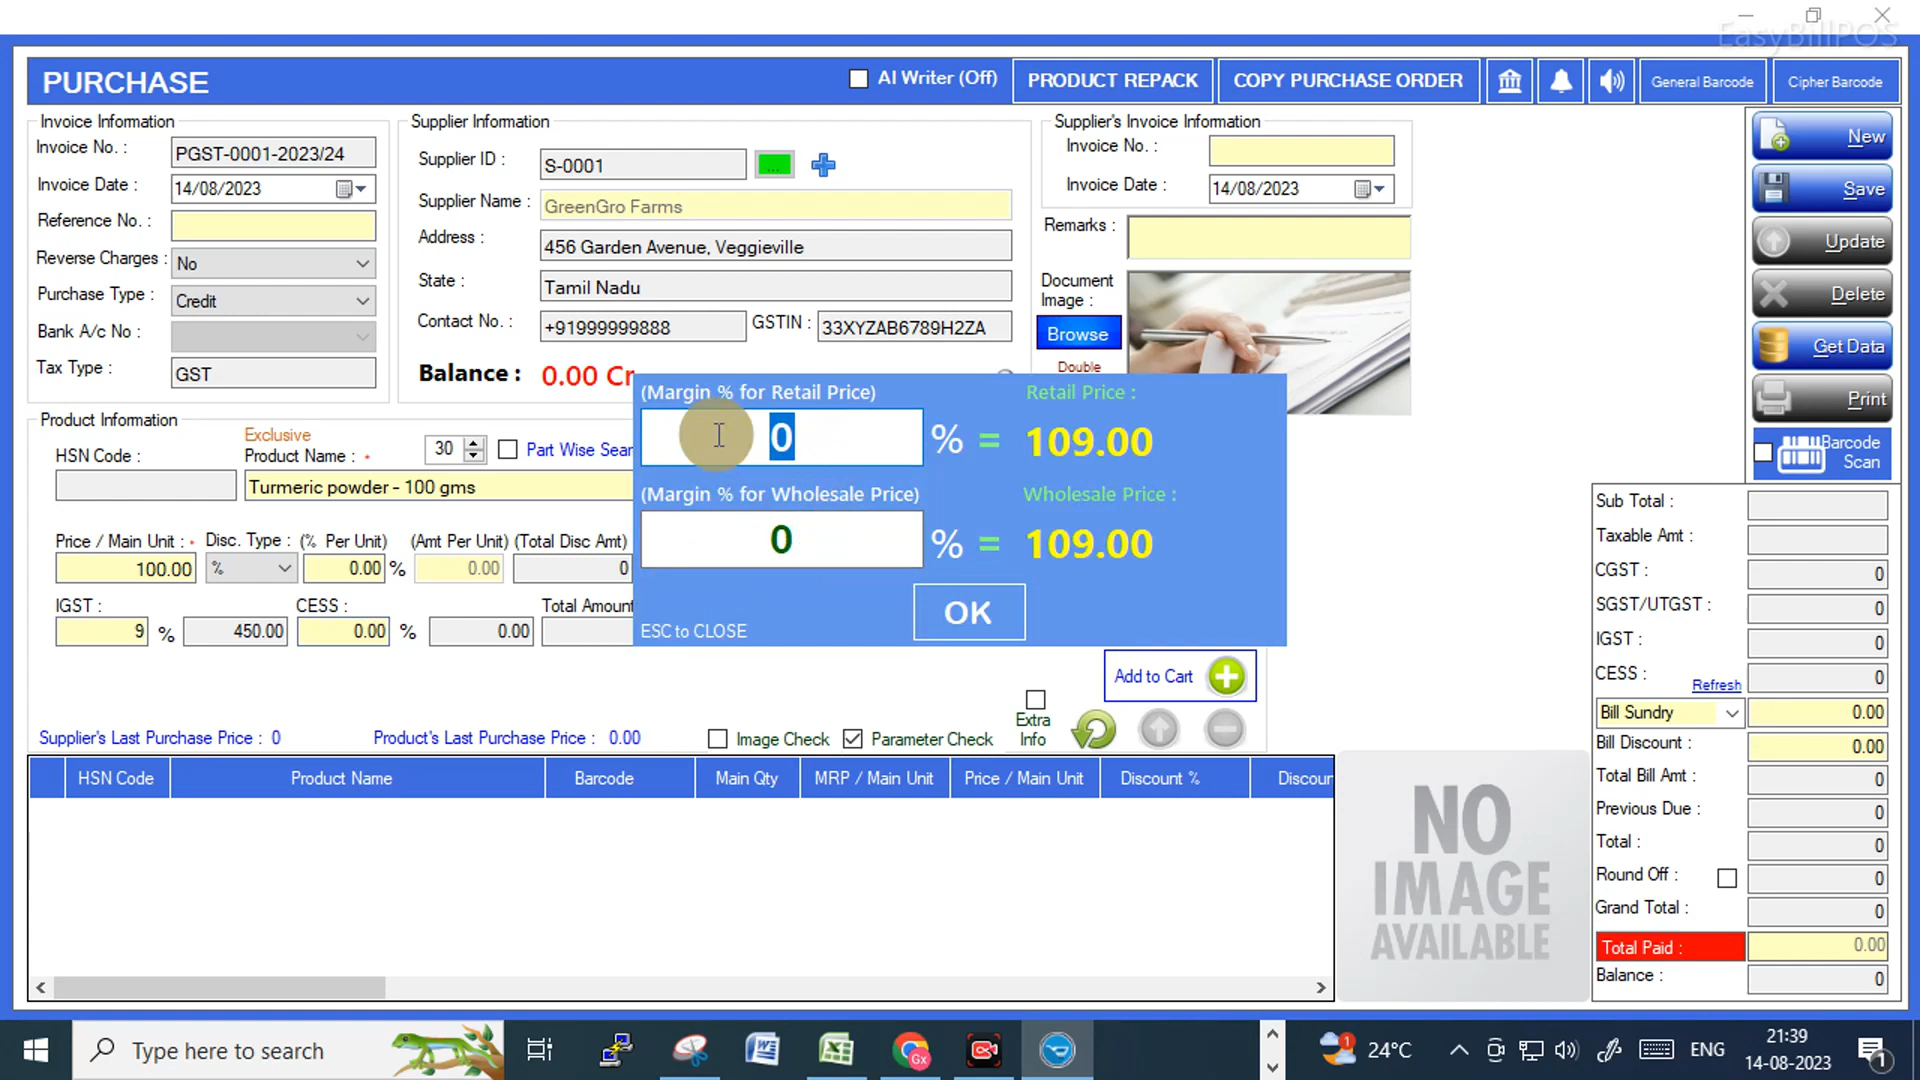 EasyBillPOS
PURCHASE
AI Writer (Off)
PRODUCT REPACK
COPY PURCHASE ORDER
General Barcode
Cipher Barcode
Invoice Information
Invoice No. :
PGST-0001-2023/24
Invoice Date :
14/08/2023
Reference No. :
Reverse Charges :
No
Purchase Type :
Credit
Bank A/c No :
Tax Type :
GST
Supplier Information
Supplier ID :
S-0001
...
Supplier Name :
GreenGro Farms
Address :
456 Garden Avenue, Veggieville
State :
Tamil Nadu
Contact No. :
+91999999888
GSTIN :
33XYZAB6789H2ZA
Balance :
0.00 Cr
Supplier's Invoice Information
Invoice No. :
Invoice Date :
14/08/2023
Remarks :
Document
Image :
Browse
Double
New
Save
Update
Delete
Get Data
Print
Barcode
Scan
Product Information
HSN Code :
Exclusive
Product Name : *
30
Part Wise Sear
Turmeric powder - 100 gms
Price / Main Unit : *
100.00
Disc. Type :
%
(% Per Unit)
0.00 %
(Amt Per Unit)
0.00
(Total Disc Amt)
0
IGST :
9 %
450.00
CESS :
0.00 %
0.00
Total Amount
(Margin % for Retail Price)
0 % =
Retail Price :
109.00
(Margin % for Wholesale Price)
0 % =
Wholesale Price :
109.00
OK
ESC to CLOSE
Add to Cart
Extra
Info
Supplier's Last Purchase Price : 0
Product's Last Purchase Price : 0.00
Image Check
Parameter Check
HSN Code
Product Name
Barcode
Main Qty
MRP / Main Unit
Price / Main Unit
Discount %
Discour
NO
IMAGE
AVAILABLE
Sub Total :
Taxable Amt :
CGST :
0
SGST/UTGST :
0
IGST :
0
CESS :
0
Refresh
Bill Sundry
0.00
Bill Discount :
0.00
Total Bill Amt :
0
Previous Due :
0
Total :
0
Round Off :
0
Grand Total :
0
Total Paid :
0.00
Balance :
0
Type here to search
Gx
1
24°C
ENG
21:39
14-08-2023
1